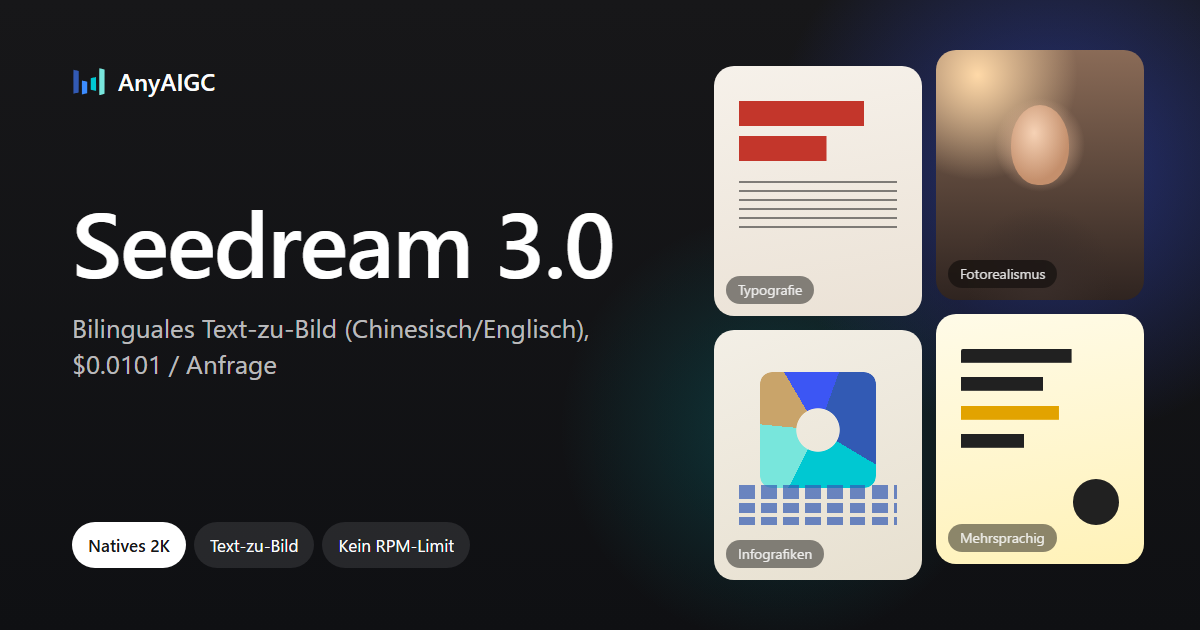 AnyAIGC
Seedream 3.0
Bilinguales Text-zu-Bild (Chinesisch/Englisch),
$0.0101 / Anfrage
Natives 2K
Text-zu-Bild
Kein RPM-Limit
Typografie
Fotorealismus
Infografiken
Mehrsprachig